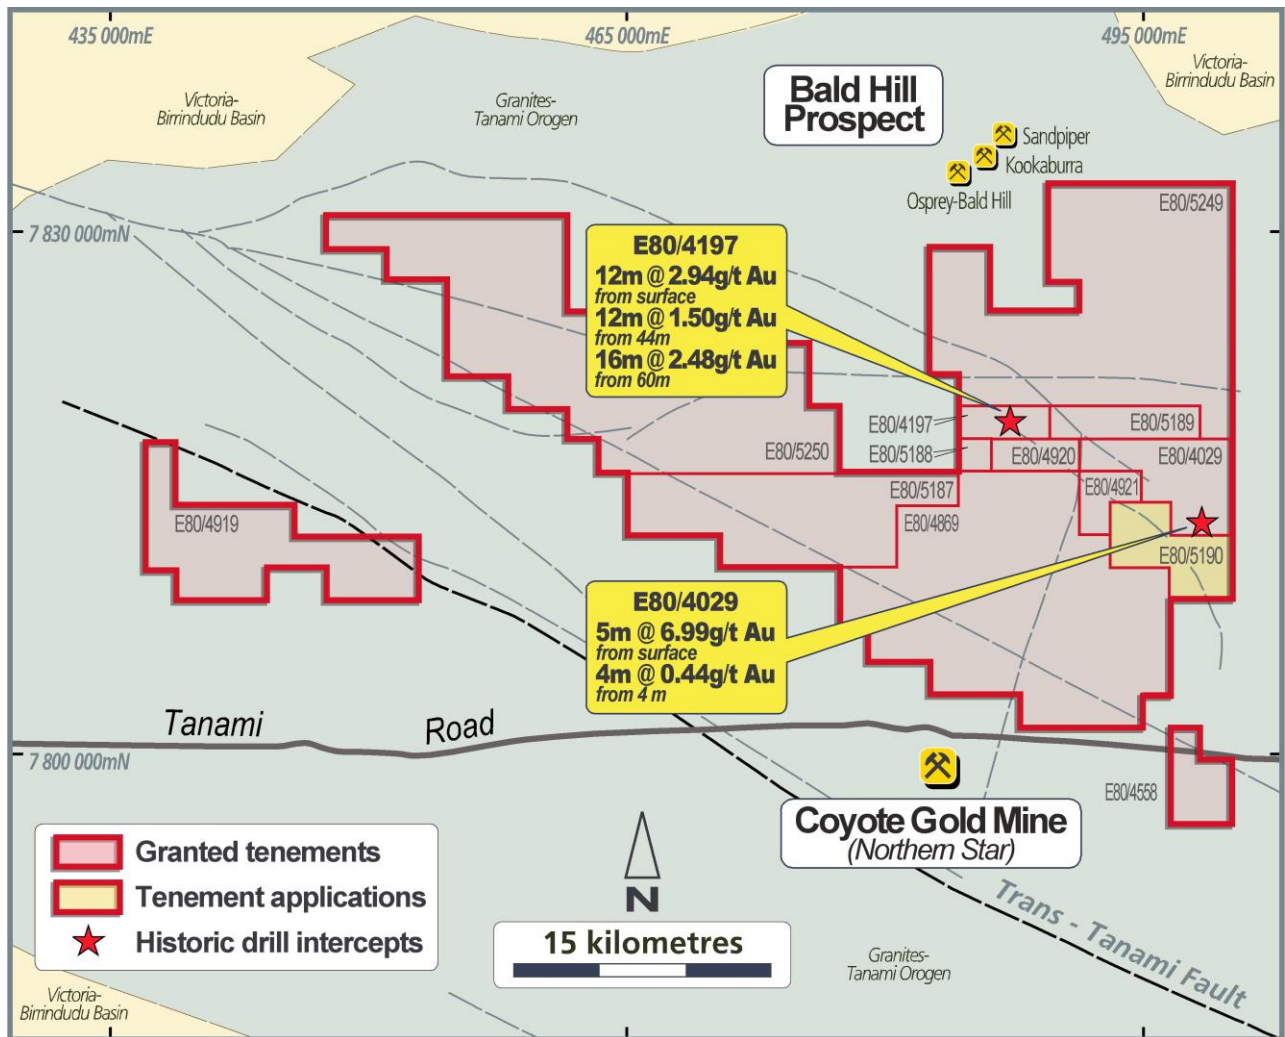 435 000mE
465 000mE
495 000mE
Victoria-
Birrindudu Basin
Granites-
Tanami Orogen
Bald Hill
Prospect
Victoria-
Birrindudu Basin
Sandpiper
Kookaburra
Osprey-Bald Hill
E80/5249
7 830 000mN
E80/4197
12m @ 2.94g/t Au
from surface
12m @ 1.50g/t Au
from 44m
16m @ 2.48g/t Au
from 60m
E80/4197
E80/5189
E80/5250
E80/5188
E80/4920
E80/4029
E80/5187
E80/4921
E80/4919
E80/4869
E80/5190
E80/4029
5m @ 6.99g/t Au
from surface
4m @ 0.44g/t Au
from 4 m
Tanami Road
7 800 000mN
E80/4558
Coyote Gold Mine
(Northern Star)
Granted tenements
Tenement applications
Historic drill intercepts
N
15 kilometres
Trans - Tanami Fault
Granites-
Tanami Orogen
Victoria-
Birrindudu Basin